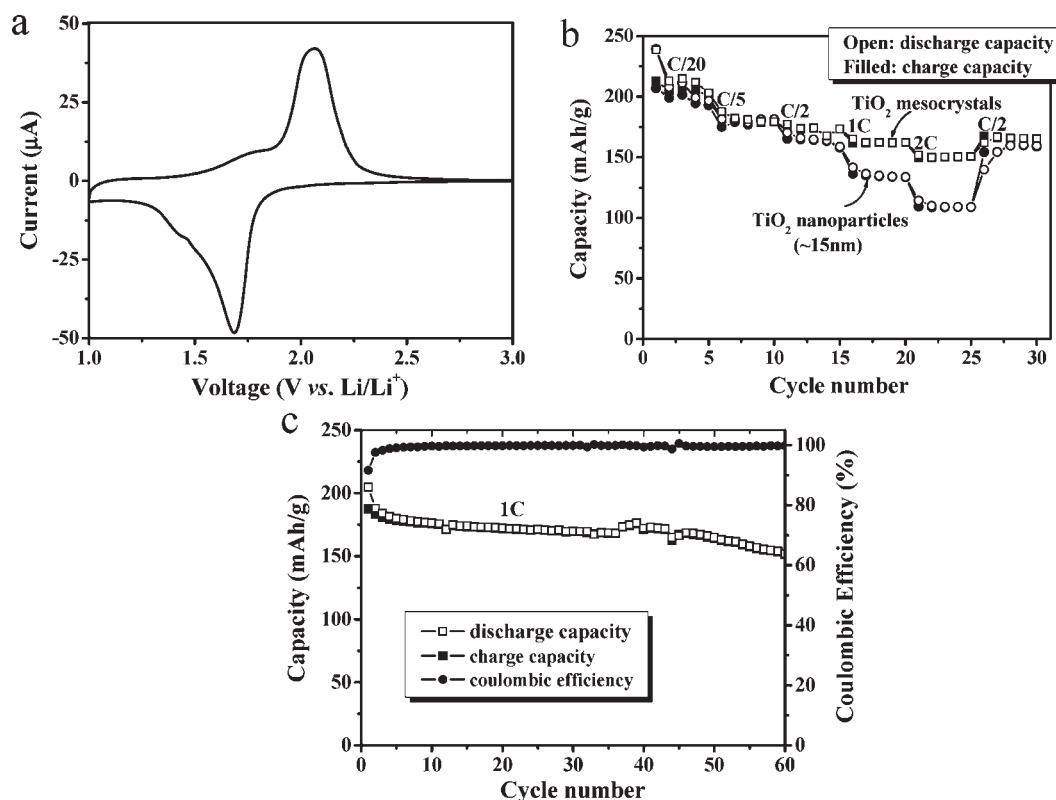 a
50
25
0
-25
-50
Current (μA)
1.0 1.5 2.0 2.5 3.0
Voltage (V vs. Li/Li⁺)
b
Open: discharge capacity
Filled: charge capacity
250
200
150
100
50
0
Capacity (mAh/g)
C/20
C/5
C/2
TiO₂ mesocrystals
1C
2C
C/2
TiO₂ nanoparticles
(~15nm)
0 5 10 15 20 25 30
Cycle number
c
250
200
150
100
50
0
Capacity (mAh/g)
1C
discharge capacity
charge capacity
coulombic efficiency
100
80
60
40
20
0
Coulombic Efficiency (%)
0 10 20 30 40 50 60
Cycle number